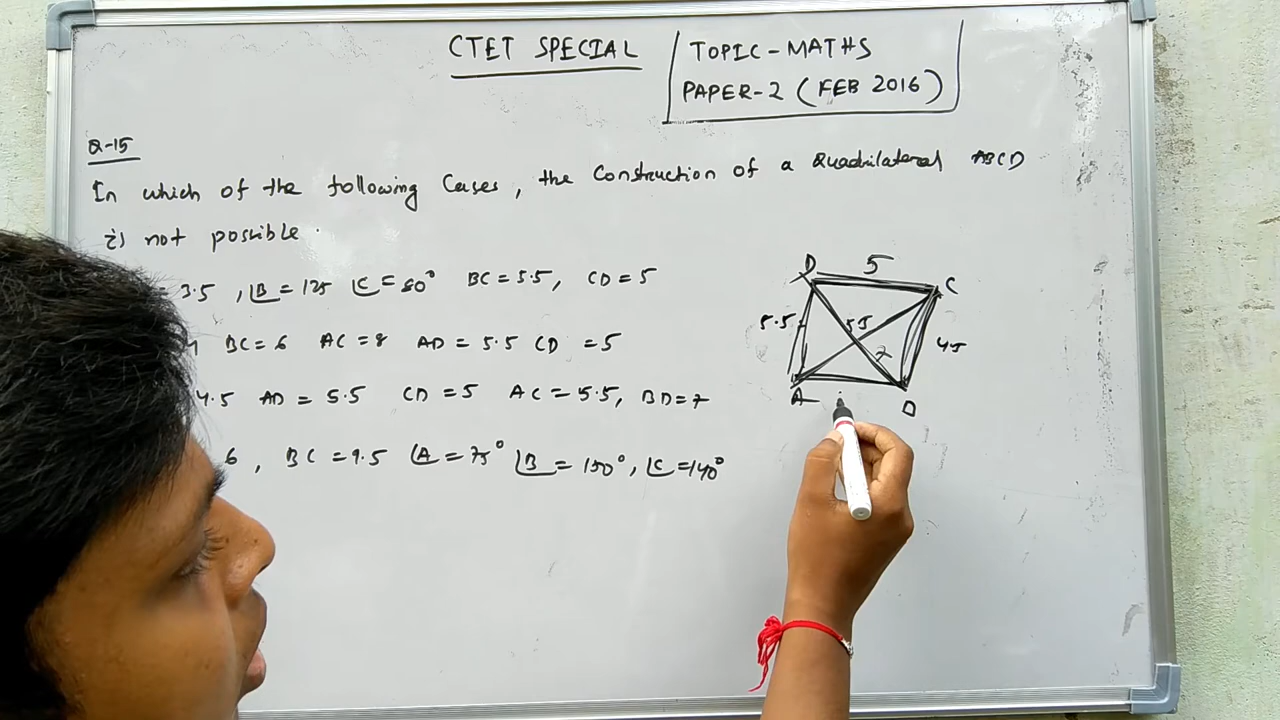 CTET SPECIAL
TOPIC-MATHS
PAPER-2 (FEB 2016)
Q-15
In which of the following Cases, the Construction of a Quadrilateral ABCD
is not possible.
3.5, ∠B = 125 ∠C = 80° BC = 5.5, CD = 5
BC = 6 AC = 8 AD = 5.5 CD = 5
4.5 AD = 5.5 CD = 5 AC = 5.5, BD = 7
6, BC = 9.5 ∠A = 75° ∠B = 150°, ∠C = 140°
D 5 C
5.5 5.5 7 4.5
A